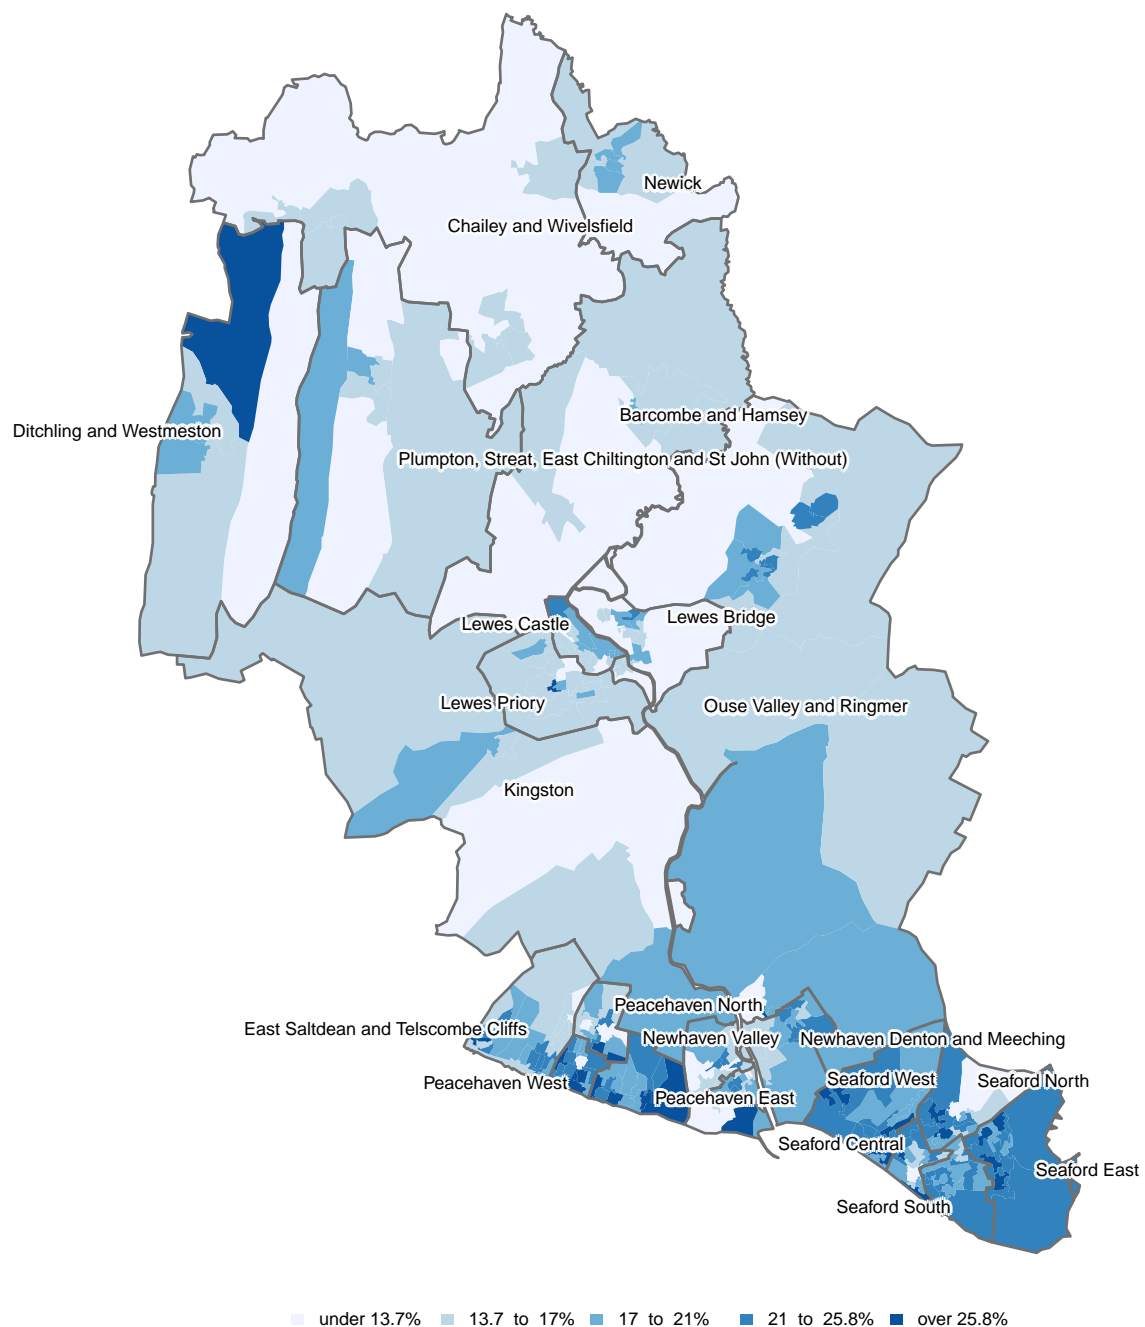 Newick
Chailey and Wivelsfield
Barcombe and Hamsey
Ditchling and Westmeston
Plumpton, Streat, East Chiltington and St John (Without)
Lewes Bridge
Lewes Castle
Lewes Priory
Ouse Valley and Ringmer
Kingston
Peacehaven North
East Saltdean and Telscombe Cliffs
Newhaven Valley
Newhaven Denton and Meeching
Seaford West
Seaford North
Peacehaven West
Peacehaven East
Seaford Central
Seaford East
Seaford South
under 13.7% 13.7 to 17% 17 to 21% 21 to 25.8% over 25.8%